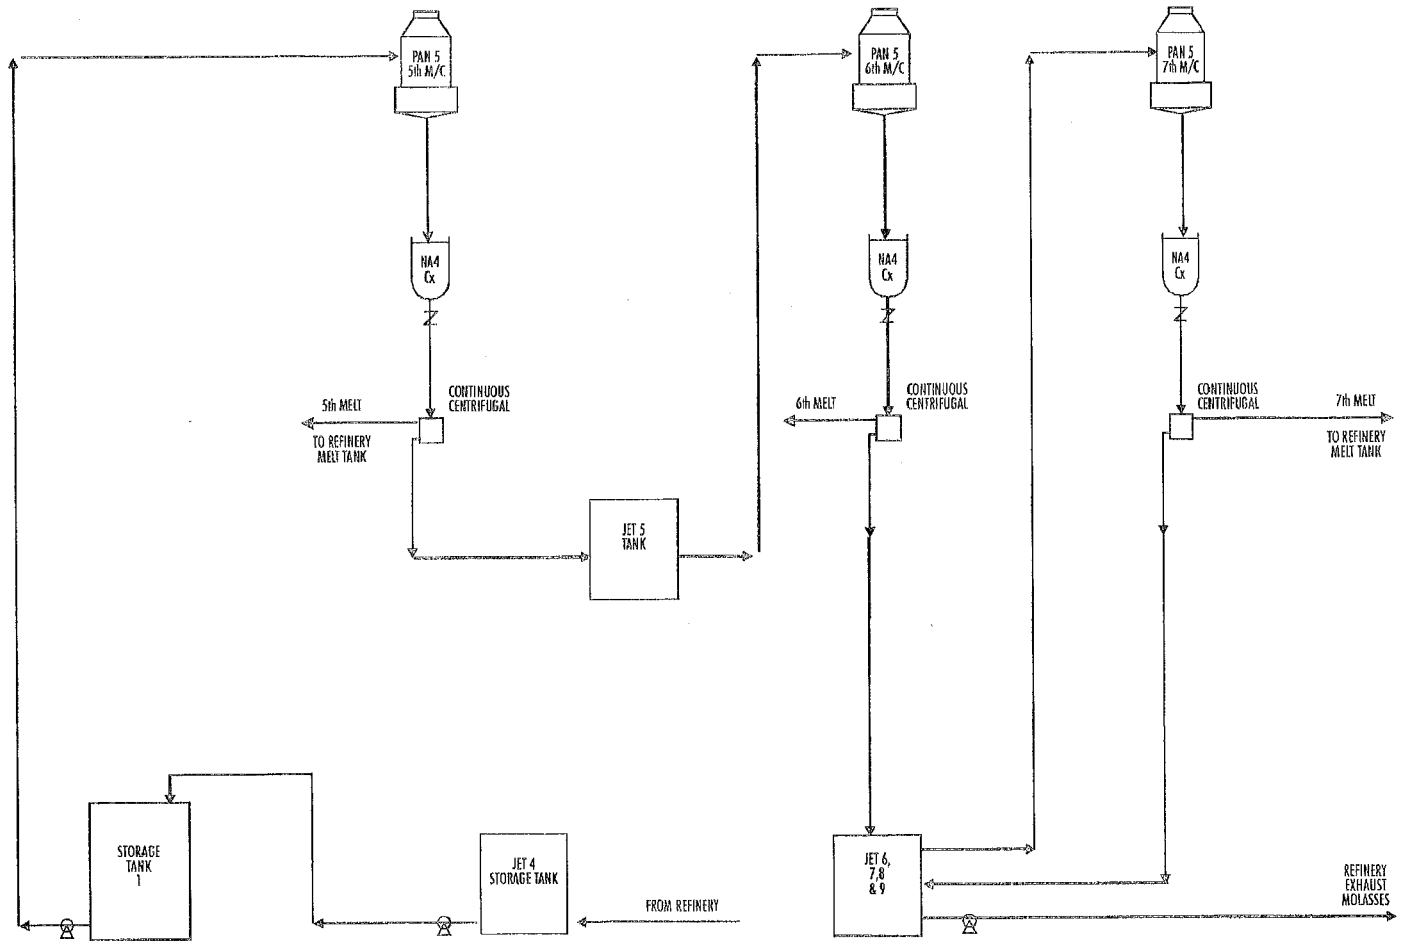 PAN 5
5th M/C
PAN 5
6th M/C
PAN 5
7th M/C
NA4
Cx
NA4
Cx
NA4
Cx
CONTINUOUS
CENTRIFUGAL
5th MELT
TO REFINERY
MELT TANK
CONTINUOUS
CENTRIFUGAL
6th MELT
CONTINUOUS
CENTRIFUGAL
7th MELT
TO REFINERY
MELT TANK
JET 5
TANK
STORAGE
TANK
1
JET 4
STORAGE TANK
FROM REFINERY
JET 6,
7,8
& 9
REFINERY
EXHAUST
MOLASSES